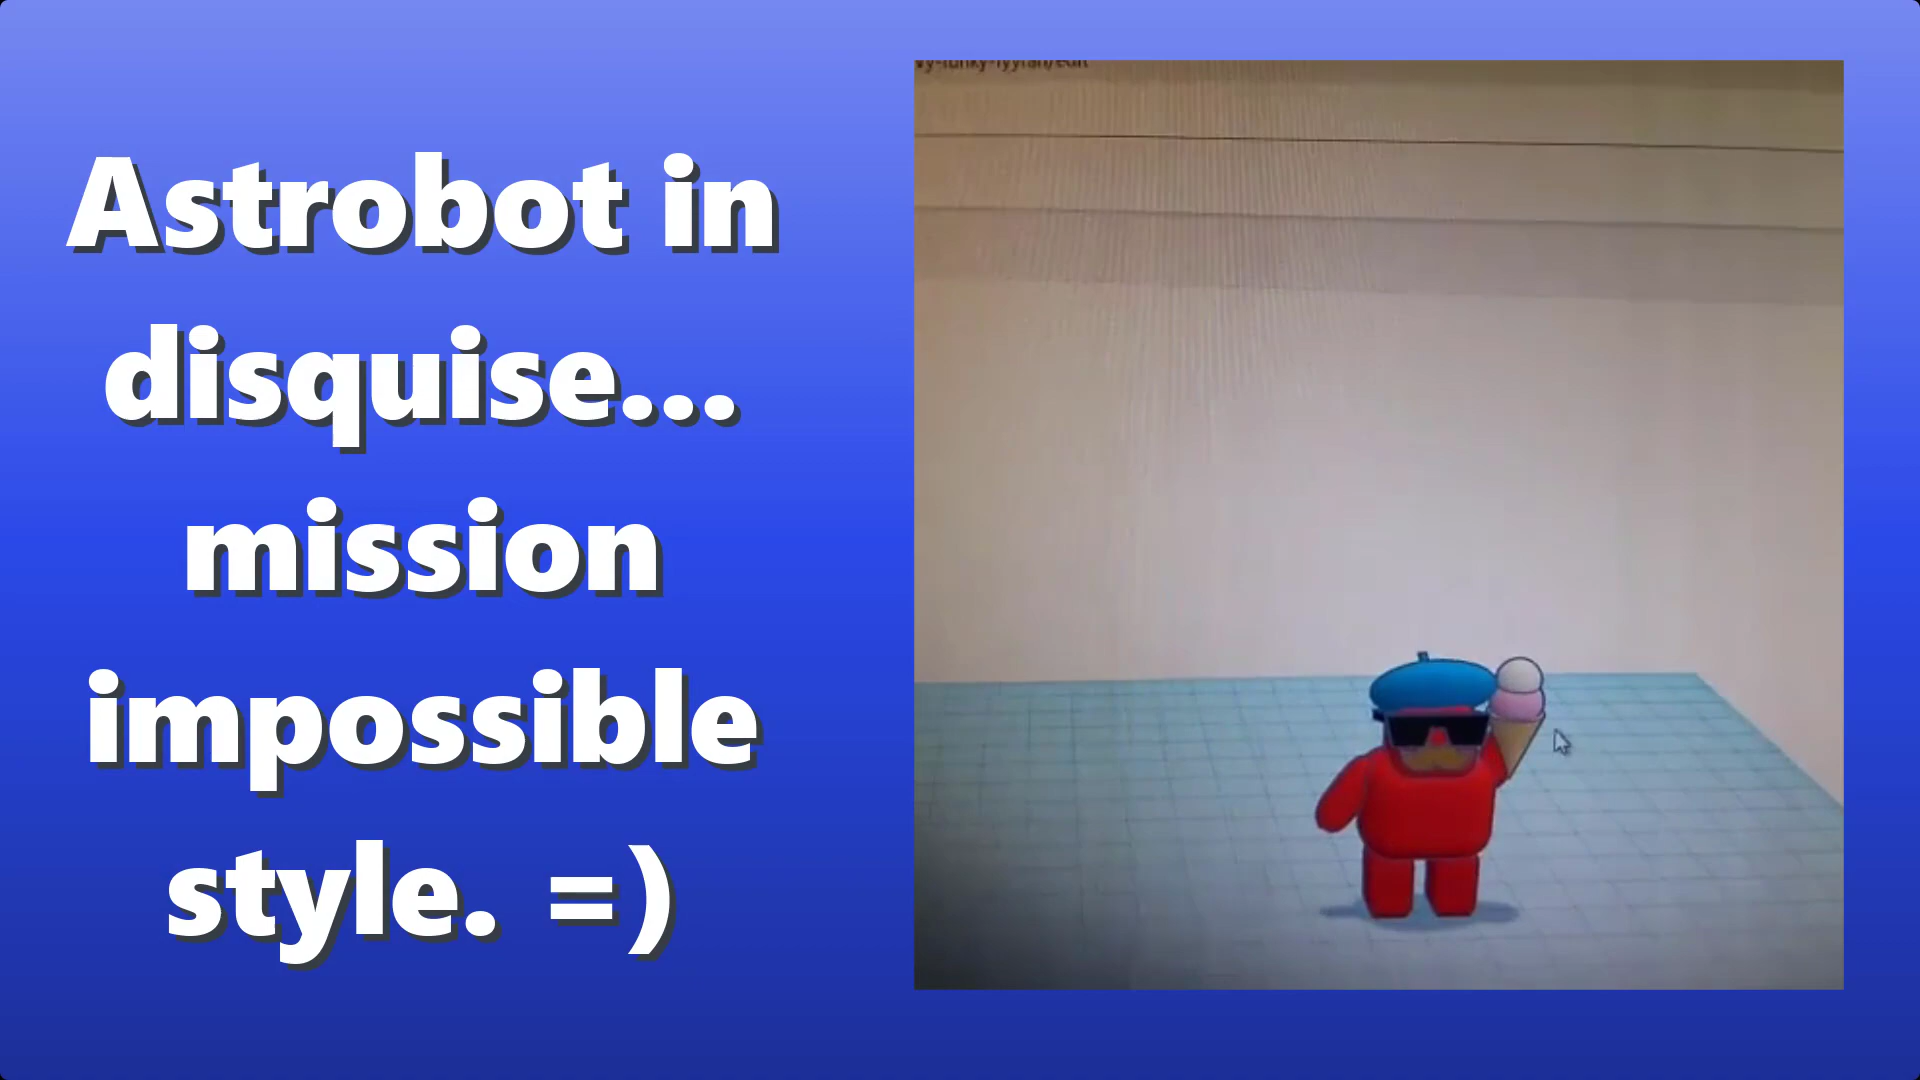 Astrobot in
disquise...
mission
impossible
style. =)